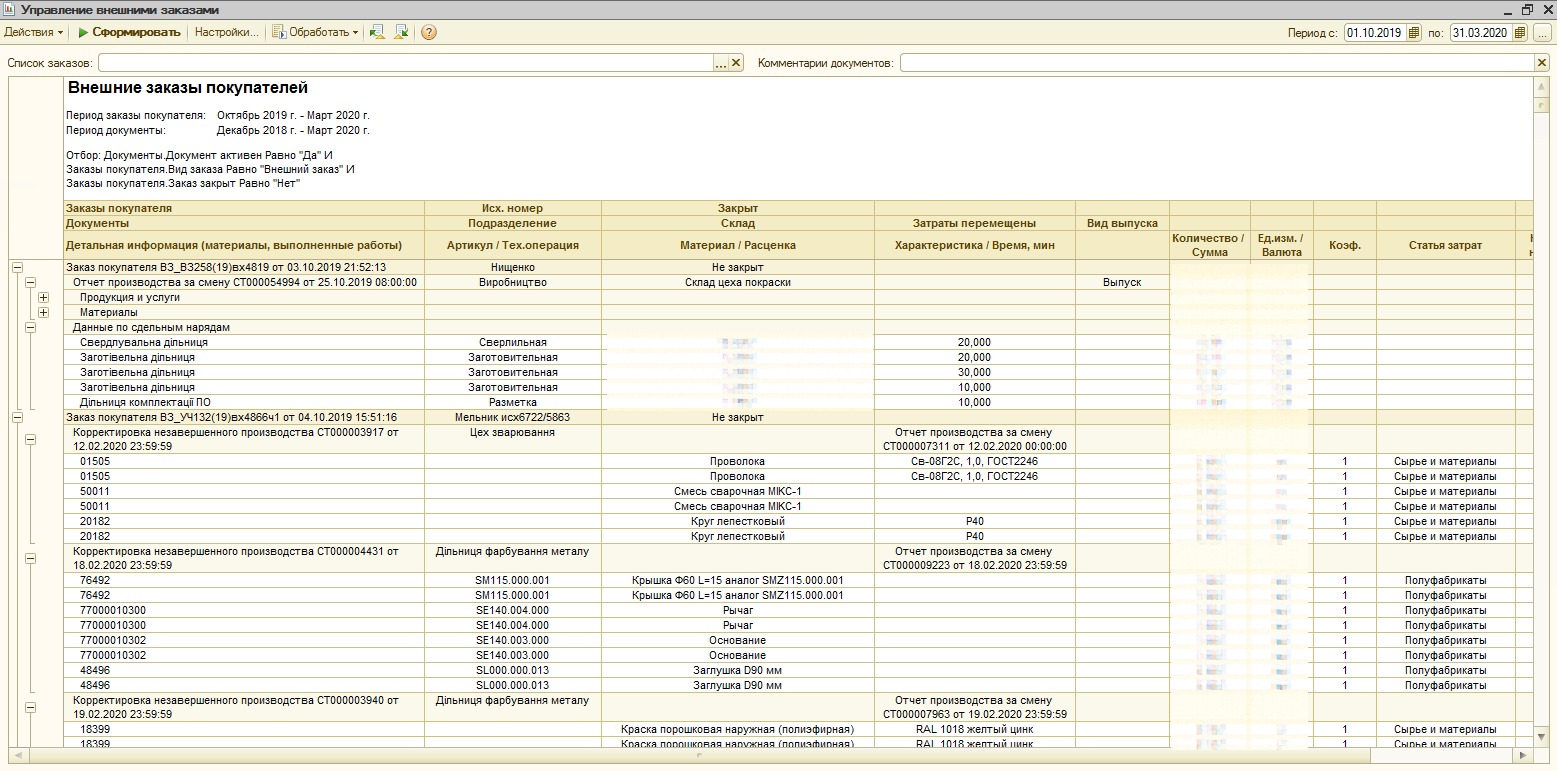 Управление внешними заказами
Действия Сформировать Настройки... Обработать ? Период с: 01.10.2019 по: 31.03.2020 ...
Список заказов: ... Комментарии документов:
Внешние заказы покупателей
Период заказы покупателя: Октябрь 2019 г. - Март 2020 г.
Период документы: Декабрь 2018 г. - Март 2020 г.
Отбор: Документы.Документ активен Равно "Да" И
Заказы покупателя.Вид заказа Равно "Внешний заказ" И
Заказы покупателя.Заказ закрыт Равно "Нет"
Заказы покупателя Исх. номер Закрыт
Документы Подразделение Склад Затраты перемещены Вид выпуска
Детальная информация (материалы, выполненные работы) Артикул / Тех.операция Материал / Расценка Характеристика / Время, мин Количество / Сумма Ед.изм. / Валюта Коэф. Статья затрат
Заказ покупателя ВЗ_ВЗ258(19)вх4819 от 03.10.2019 21:52:13 Нищенко Не закрыт
Отчет производства за смену СТ000054994 от 25.10.2019 08:00:00 Виробництво Склад цеха покраски Выпуск
Продукция и услуги
Материалы
Данные по сдельным нарядам
Свердлувальна дільниця Сверлильная 20,000
Заготівельна дільниця Заготовительная 20,000
Заготівельна дільниця Заготовительная 30,000
Заготівельна дільниця Заготовительная 10,000
Дільниця комплектації ПО Разметка 10,000
Заказ покупателя ВЗ_УЧ132(19)вх4866ч1 от 04.10.2019 15:51:16 Мельник исх6722/5863 Не закрыт
Корректировка незавершенного производства СТ000003917 от Цех зварювання Отчет производства за смену
12.02.2020 23:59:59 СТ000007311 от 12.02.2020 00:00:00
01505 Проволока Св-08Г2С, 1,0, ГОСТ2246 1 Сырье и материалы
01505 Проволока Св-08Г2С, 1,0, ГОСТ2246 1 Сырье и материалы
50011 Смесь сварочная МІКС-1 1 Сырье и материалы
50011 Смесь сварочная МІКС-1 1 Сырье и материалы
20182 Круг лепестковый P40 1 Сырье и материалы
20182 Круг лепестковый P40 1 Сырье и материалы
Корректировка незавершенного производства СТ000004431 от Дільниця фарбування металу Отчет производства за смену
18.02.2020 23:59:59 СТ000009223 от 18.02.2020 23:59:59
76492 SM115.000.001 Крышка Ф60 L=15 аналог SMZ115.000.001 1 Полуфабрикаты
76492 SM115.000.001 Крышка Ф60 L=15 аналог SMZ115.000.001 1 Полуфабрикаты
77000010300 SE140.004.000 Рычаг 1 Полуфабрикаты
77000010300 SE140.004.000 Рычаг 1 Полуфабрикаты
77000010302 SE140.003.000 Основание 1 Полуфабрикаты
77000010302 SE140.003.000 Основание 1 Полуфабрикаты
48496 SL000.000.013 Заглушка D90 мм 1 Полуфабрикаты
48496 SL000.000.013 Заглушка D90 мм 1 Полуфабрикаты
Корректировка незавершенного производства СТ000003940 от Дільниця фарбування металу Отчет производства за смену
19.02.2020 23:59:59 СТ000007963 от 19.02.2020 23:59:59
18399 Краска порошковая наружная (полиэфирная) RAL 1018 желтый цинк 1 Сырье и материалы
18399 Краска порошковая наружная (полиэфирная) RAL 1018 желтый цинк 1 Сырье и материалы